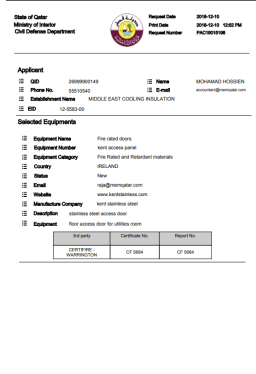 State of Qatar
Ministry of Interior
Civil Defense Department
Request Date 2018-12-10
Print Date 2018-12-10 12:02 PM
Request Number PAC18015198
Applicant
QID 26999900149
Name MOHAMAD HOSSIEN
Phone No. 55510540
E-mail accountant@memqatar.com
Establishment Name MIDDLE EAST COOLING INSULATION
EID 12-5583-00
Selected Equipments
Equipment Name Fire rated doors
Equipment Number kent access panel
Equipment Category Fire Rated and Retardant materials
Country IRELAND
Status New
Email raja@memqatar.com
Website www.kentstainless.com
Manufacture Company kent stainless steel
Description stainless steel access door
Equipment floor access door for utilities room
3rd party Certificate No. Report No.
CERTIFIRE - WARRINGTON CF 5684 CF 5684